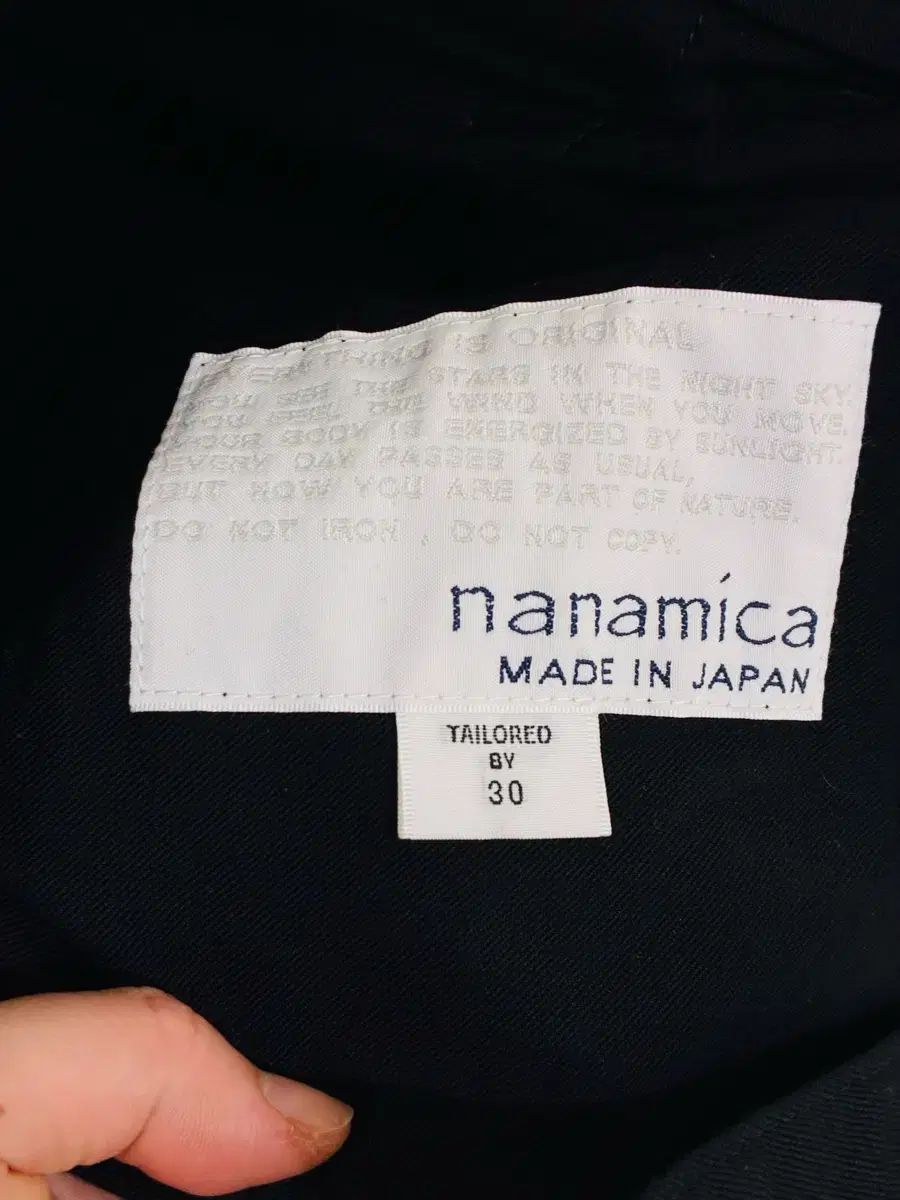 EVERYTHING IS ORIGINAL
YOU SEE THE STARS IN THE NIGHT SKY.
YOU FEEL THE WIND WHEN YOU MOVE.
YOUR BODY IS ENERGIZED BY SUNLIGHT.
EVERY DAY PASSES AS USUAL,
BUT NOW YOU ARE PART OF NATURE.
DO NOT IRON , DO NOT COPY.
nanamíca
MADE IN JAPAN
TAILORED
BY
30